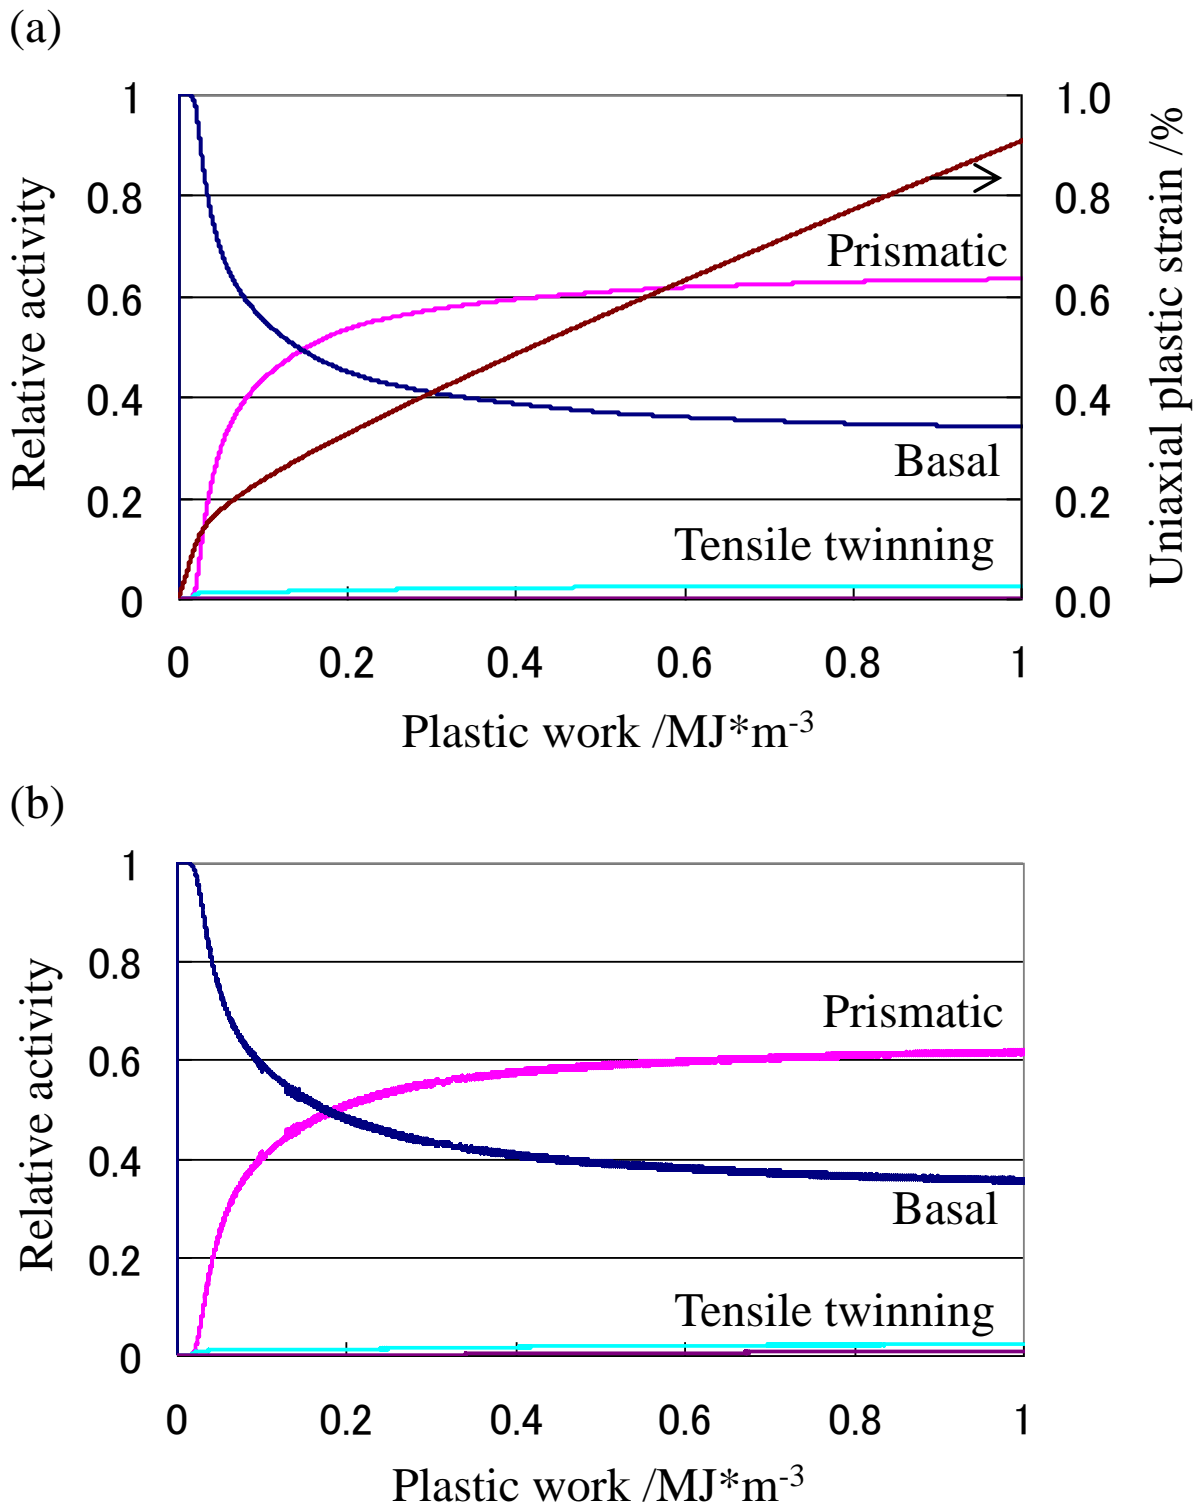 (a)
Relative activity
1
0.8
0.6
0.4
0.2
0
1.0
0.8
0.6
0.4
0.2
0.0
Uniaxial plastic strain /%
Prismatic
Basal
Tensile twinning
0 0.2 0.4 0.6 0.8 1
Plastic work /MJ*m-3
(b)
Relative activity
1
0.8
0.6
0.4
0.2
0
Prismatic
Basal
Tensile twinning
0 0.2 0.4 0.6 0.8 1
Plastic work /MJ*m-3